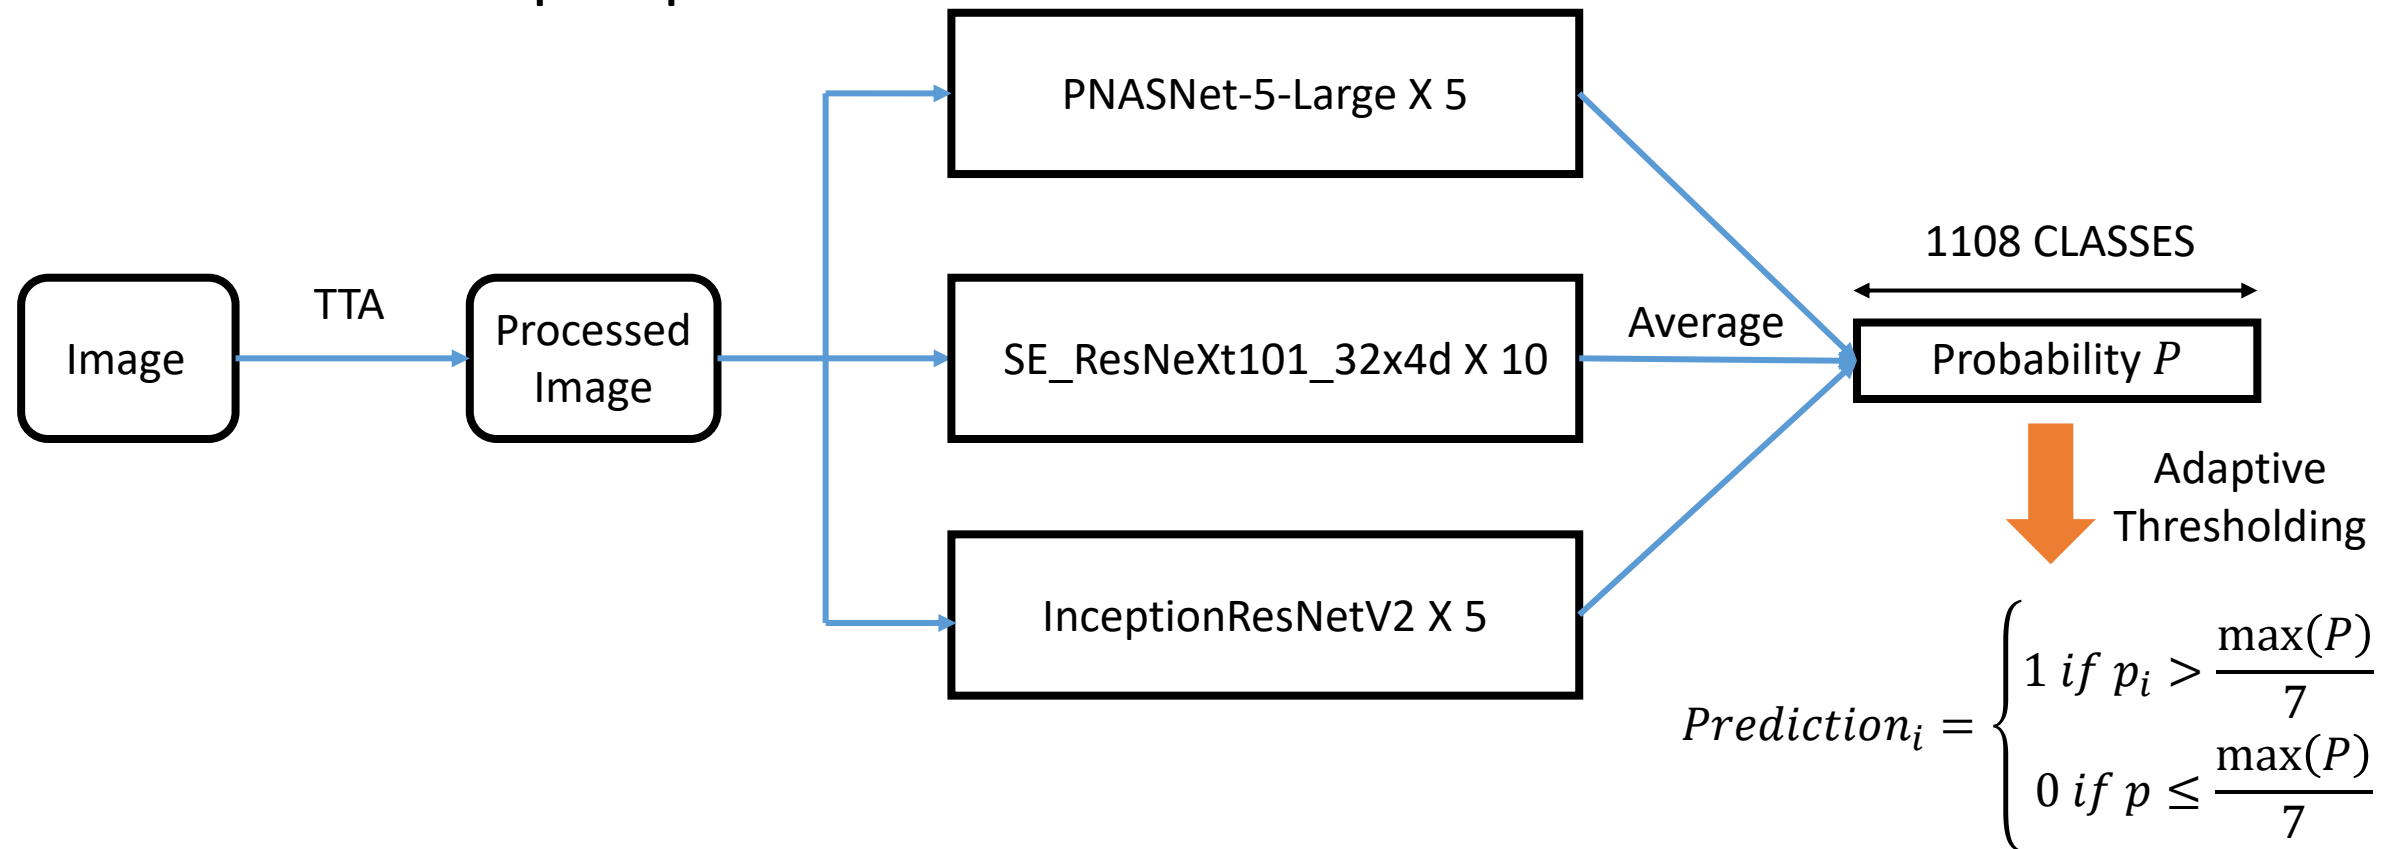 PNASNet-5-Large X 5
1108 CLASSES
TTA
Image
Processed
Image
SE_ResNeXt101_32x4d X 10
Average
Probability P
Adaptive
Thresholding
InceptionResNetV2 X 5
Prediction_i = { 1 if p_i > max(P)/7
0 if p ≤ max(P)/7